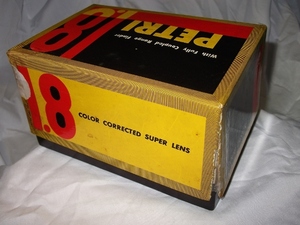 1.8
PETRI
With Fully Coupled Range Finder
1.8
COLOR CORRECTED SUPER LENS